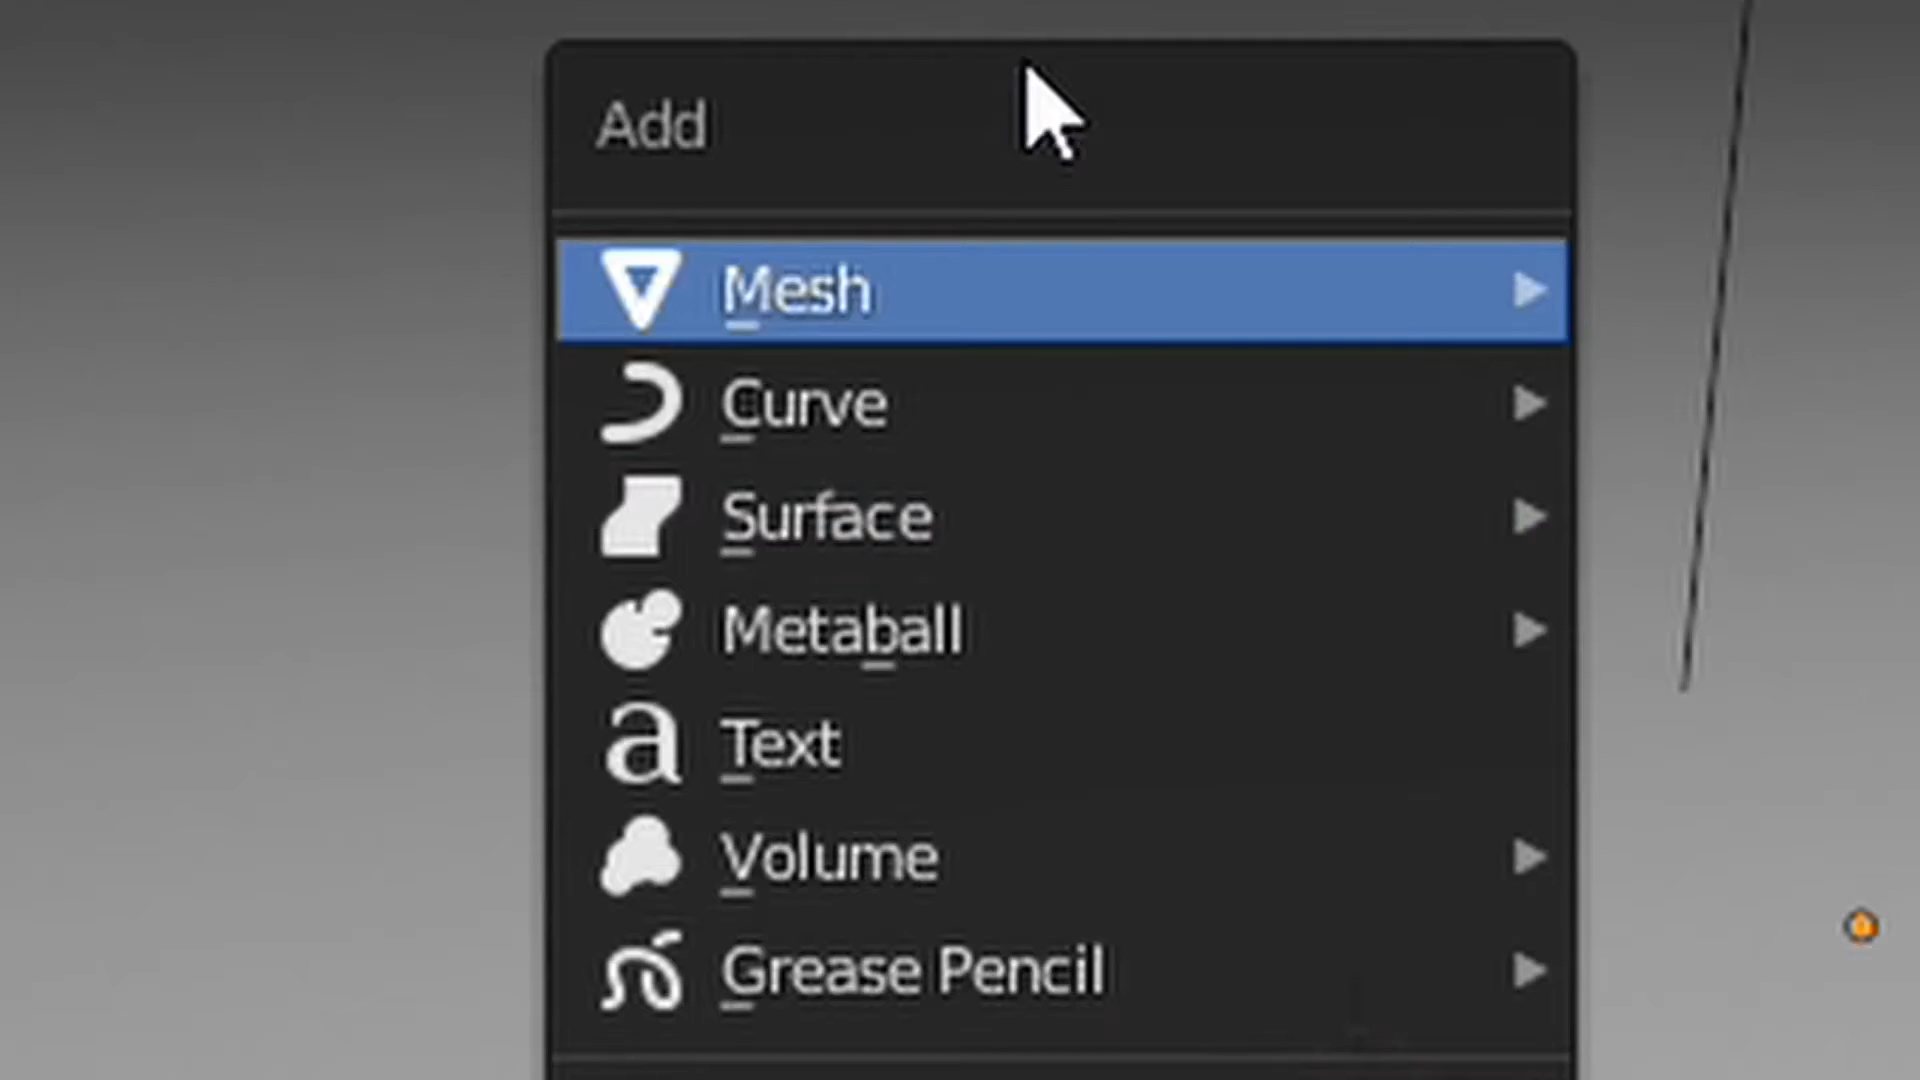 Add
Mesh
Curve
Surface
Metaball
Text
Volume
Grease Pencil